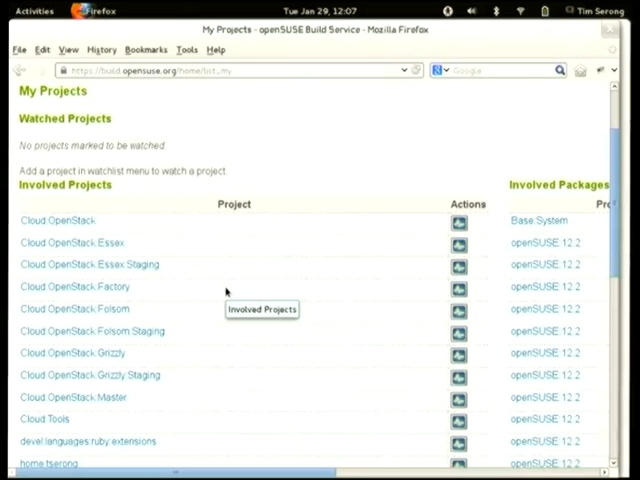 Activities Firefox Tue Jan 29, 12:07 Tim Serong
My Projects - openSUSE Build Service - Mozilla Firefox
File Edit View History Bookmarks Tools Help
https://build.opensuse.org/home/list_my Google
My Projects
Watched Projects
No projects marked to be watched.
Add a project in watchlist menu to watch a project
Involved Projects Involved Packages
Project Actions
Cloud:OpenStack Base:System
Cloud:OpenStack:Essex openSUSE:12.2
Cloud:OpenStack:Essex:Staging openSUSE:12.2
Cloud:OpenStack:Factory openSUSE:12.2
Involved Projects
Cloud:OpenStack:Folsom openSUSE:12.2
Cloud:OpenStack:Folsom:Staging openSUSE:12.2
Cloud:OpenStack:Grizzly openSUSE:12.2
Cloud:OpenStack:Grizzly:Staging openSUSE:12.2
Cloud:OpenStack:Master openSUSE:12.2
Cloud:Tools openSUSE:12.2
devel:languages:ruby:extensions openSUSE:12.2
home:tserong openSUSE:12.2